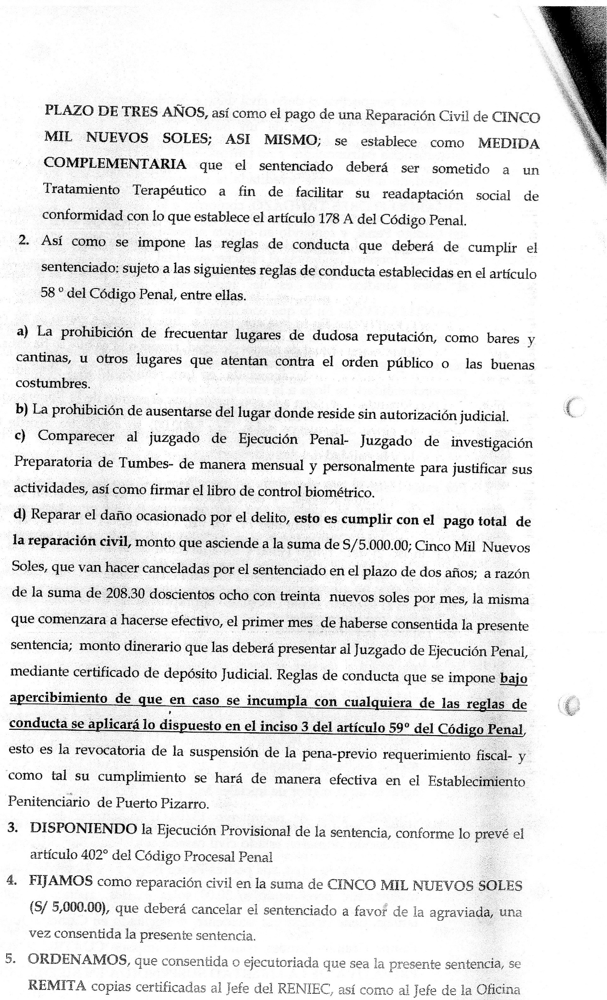 PLAZO DE TRES AÑOS, así como el pago de una Reparación Civil de CINCO
MIL NUEVOS SOLES; ASI MISMO; se establece como MEDIDA
COMPLEMENTARIA que el sentenciado deberá ser sometido a un
Tratamiento Terapéutico a fin de facilitar su readaptación social de
conformidad con lo que establece el artículo 178 A del Código Penal.
2. Así como se impone las reglas de conducta que deberá de cumplir el
sentenciado: sujeto a las siguientes reglas de conducta establecidas en el artículo
58 º del Código Penal, entre ellas.
a) La prohibición de frecuentar lugares de dudosa reputación, como bares y
cantinas, u otros lugares que atentan contra el orden público o las buenas
costumbres.
b) La prohibición de ausentarse del lugar donde reside sin autorización judicial.
c) Comparecer al juzgado de Ejecución Penal- Juzgado de investigación
Preparatoria de Tumbes- de manera mensual y personalmente para justificar sus
actividades, así como firmar el libro de control biométrico.
d) Reparar el daño ocasionado por el delito, esto es cumplir con el pago total de
la reparación civil, monto que asciende a la suma de S/5.000.00; Cinco Mil Nuevos
Soles, que van hacer canceladas por el sentenciado en el plazo de dos años; a razón
de la suma de 208.30 doscientos ocho con treinta nuevos soles por mes, la misma
que comenzara a hacerse efectivo, el primer mes de haberse consentida la presente
sentencia; monto dinerario que las deberá presentar al Juzgado de Ejecución Penal,
mediante certificado de depósito Judicial. Reglas de conducta que se impone bajo
apercibimiento de que en caso se incumpla con cualquiera de las reglas de
conducta se aplicará lo dispuesto en el inciso 3 del artículo 59º del Código Penal,
esto es la revocatoria de la suspensión de la pena-previo requerimiento fiscal- y
como tal su cumplimiento se hará de manera efectiva en el Establecimiento
Penitenciario de Puerto Pizarro.
3. DISPONIENDO la Ejecución Provisional de la sentencia, conforme lo prevé el
artículo 402º del Código Procesal Penal
4. FIJAMOS como reparación civil en la suma de CINCO MIL NUEVOS SOLES
(S/ 5,000.00), que deberá cancelar el sentenciado a favor de la agraviada, una
vez consentida la presente sentencia.
5. ORDENAMOS, que consentida o ejecutoriada que sea la presente sentencia, se
REMITA copias certificadas al Jefe del RENIEC, así como al Jefe de la Oficina